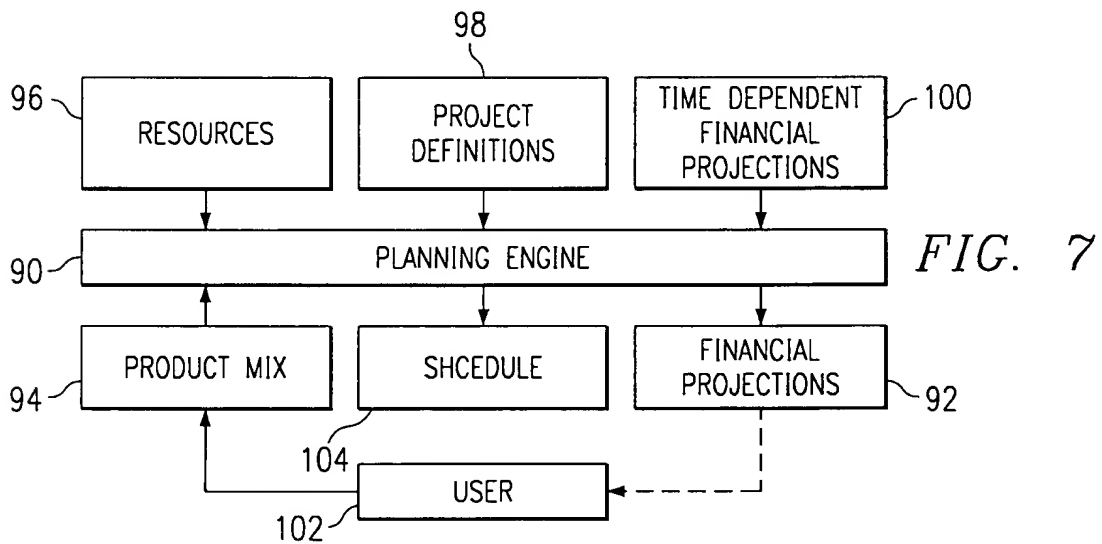 98
96
RESOURCES
PROJECT
DEFINITIONS
TIME DEPENDENT
FINANCIAL
PROJECTIONS
100
90
PLANNING ENGINE
FIG. 7
94
PRODUCT MIX
SHCEDULE
FINANCIAL
PROJECTIONS
92
104
102
USER